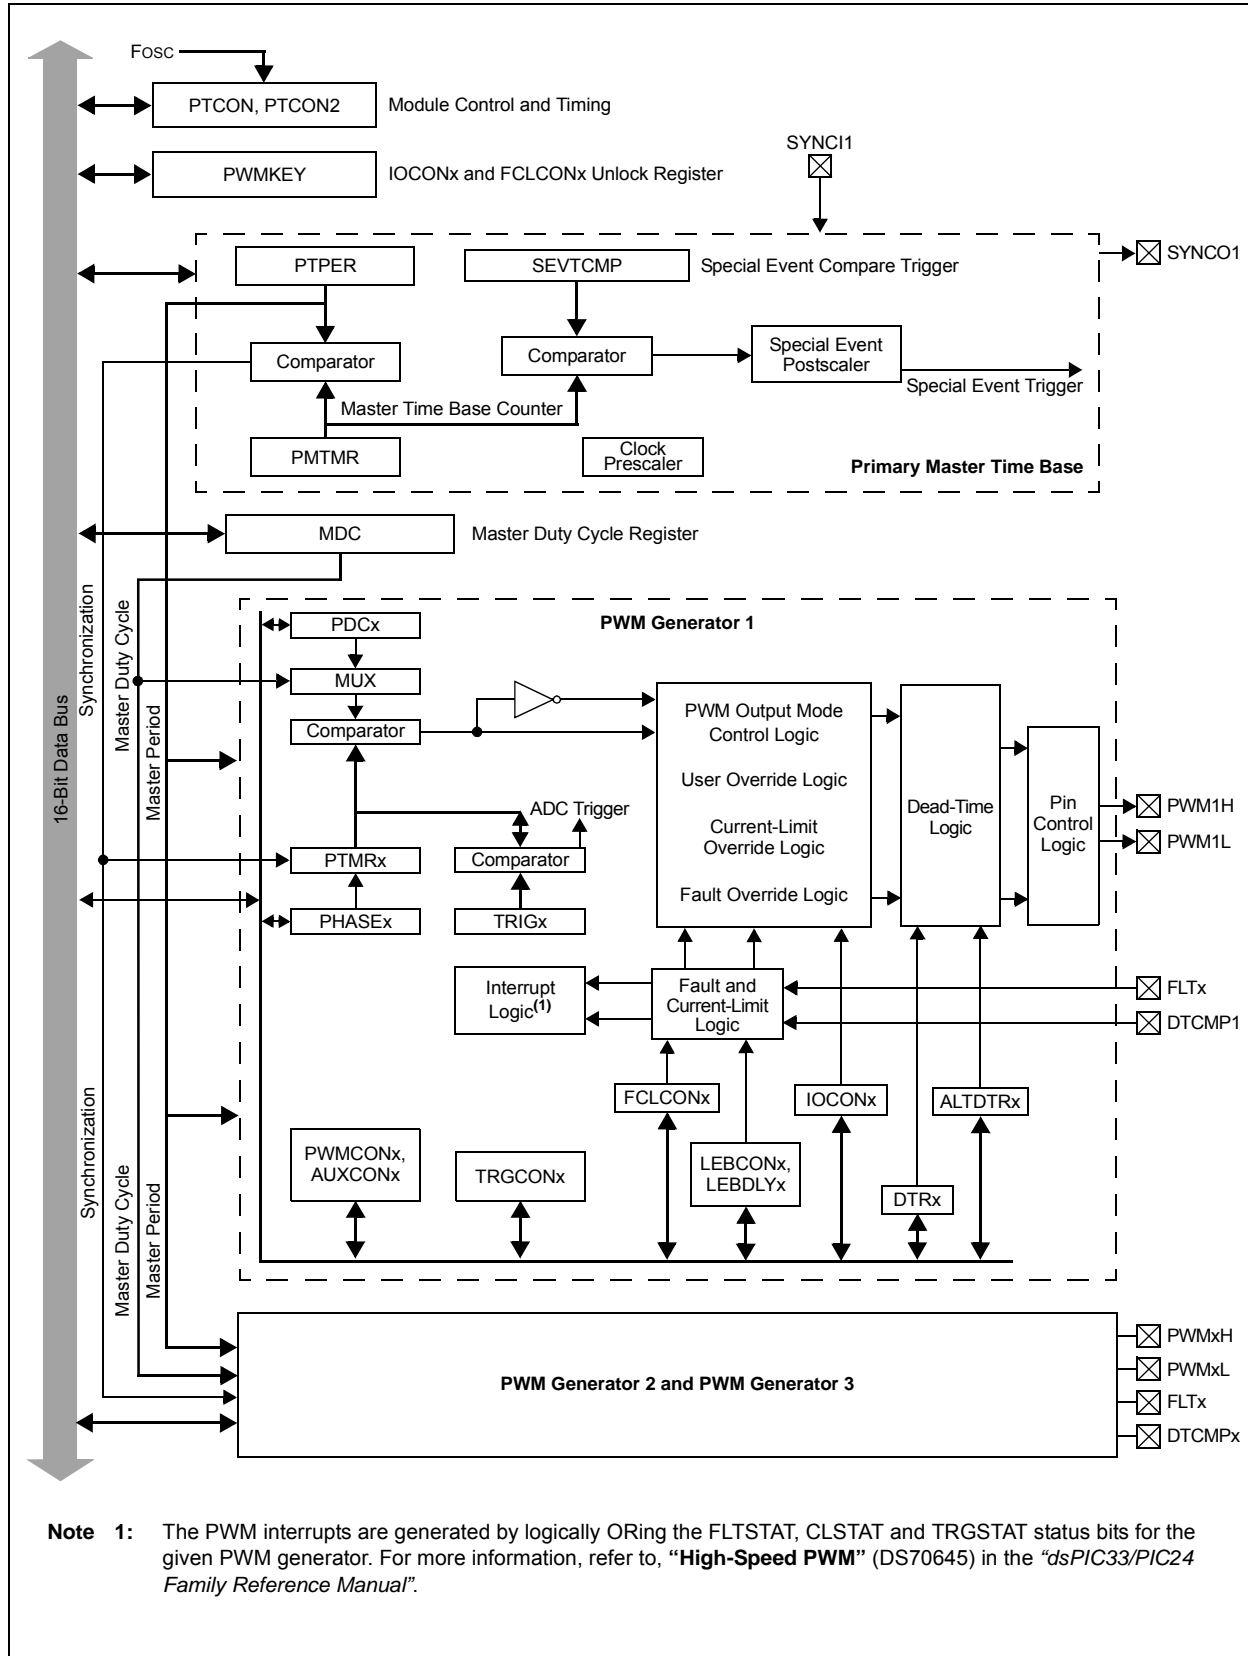 FOSC
PTCON, PTCON2
Module Control and Timing
SYNCI1
PWMKEY
IOCONx and FCLCONx Unlock Register
PTPER
SEVTCMP
Special Event Compare Trigger
SYNCO1
Comparator
Comparator
Special Event
Postscaler
Special Event Trigger
Master Time Base Counter
PMTMR
Clock
Prescaler
Primary Master Time Base
MDC
Master Duty Cycle Register
16-Bit Data Bus
Synchronization
Master Duty Cycle
Master Period
PWM Generator 1
PDCx
MUX
Comparator
PWM Output Mode
Control Logic
User Override Logic
Current-Limit
Override Logic
Fault Override Logic
Dead-Time
Logic
Pin
Control
Logic
PWM1H
PWM1L
ADC Trigger
PTMRx
Comparator
PHASEx
TRIGx
Interrupt
Logic(1)
Fault and
Current-Limit
Logic
FLTx
DTCMP1
FCLCONx
IOCONx
ALTDTRx
PWMCONx,
AUXCONx
TRGCONx
LEBCONx,
LEBDLYx
DTRx
Synchronization
Master Duty Cycle
Master Period
PWM Generator 2 and PWM Generator 3
PWMxH
PWMxL
FLTx
DTCMPx
Note 1: The PWM interrupts are generated by logically ORing the FLTSTAT, CLSTAT and TRGSTAT status bits for the
given PWM generator. For more information, refer to, “High-Speed PWM” (DS70645) in the “dsPIC33/PIC24
Family Reference Manual”.